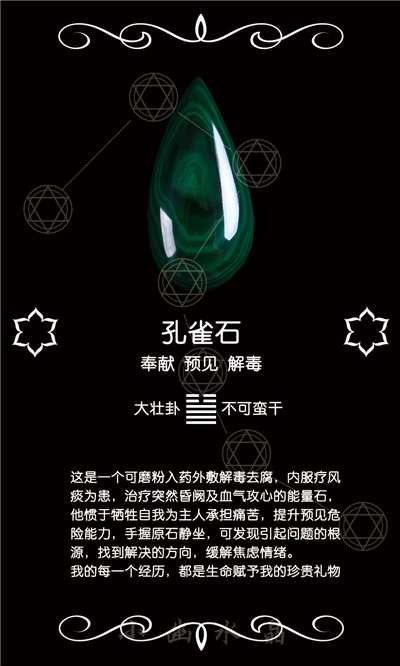 孔雀石
奉献 预见 解毒
大壮卦 不可蛮干
这是一个可磨粉入药外敷解毒去腐，内服疗风
痰为患，治疗突然昏阙及血气攻心的能量石，
他惯于牺牲自我为主人承担痛苦，提升预见危
险能力，手握原石静坐，可发现引起问题的根
源，找到解决的方向，缓解焦虑情绪。
我的每一个经历，都是生命赋予我的珍贵礼物
小幽水晶